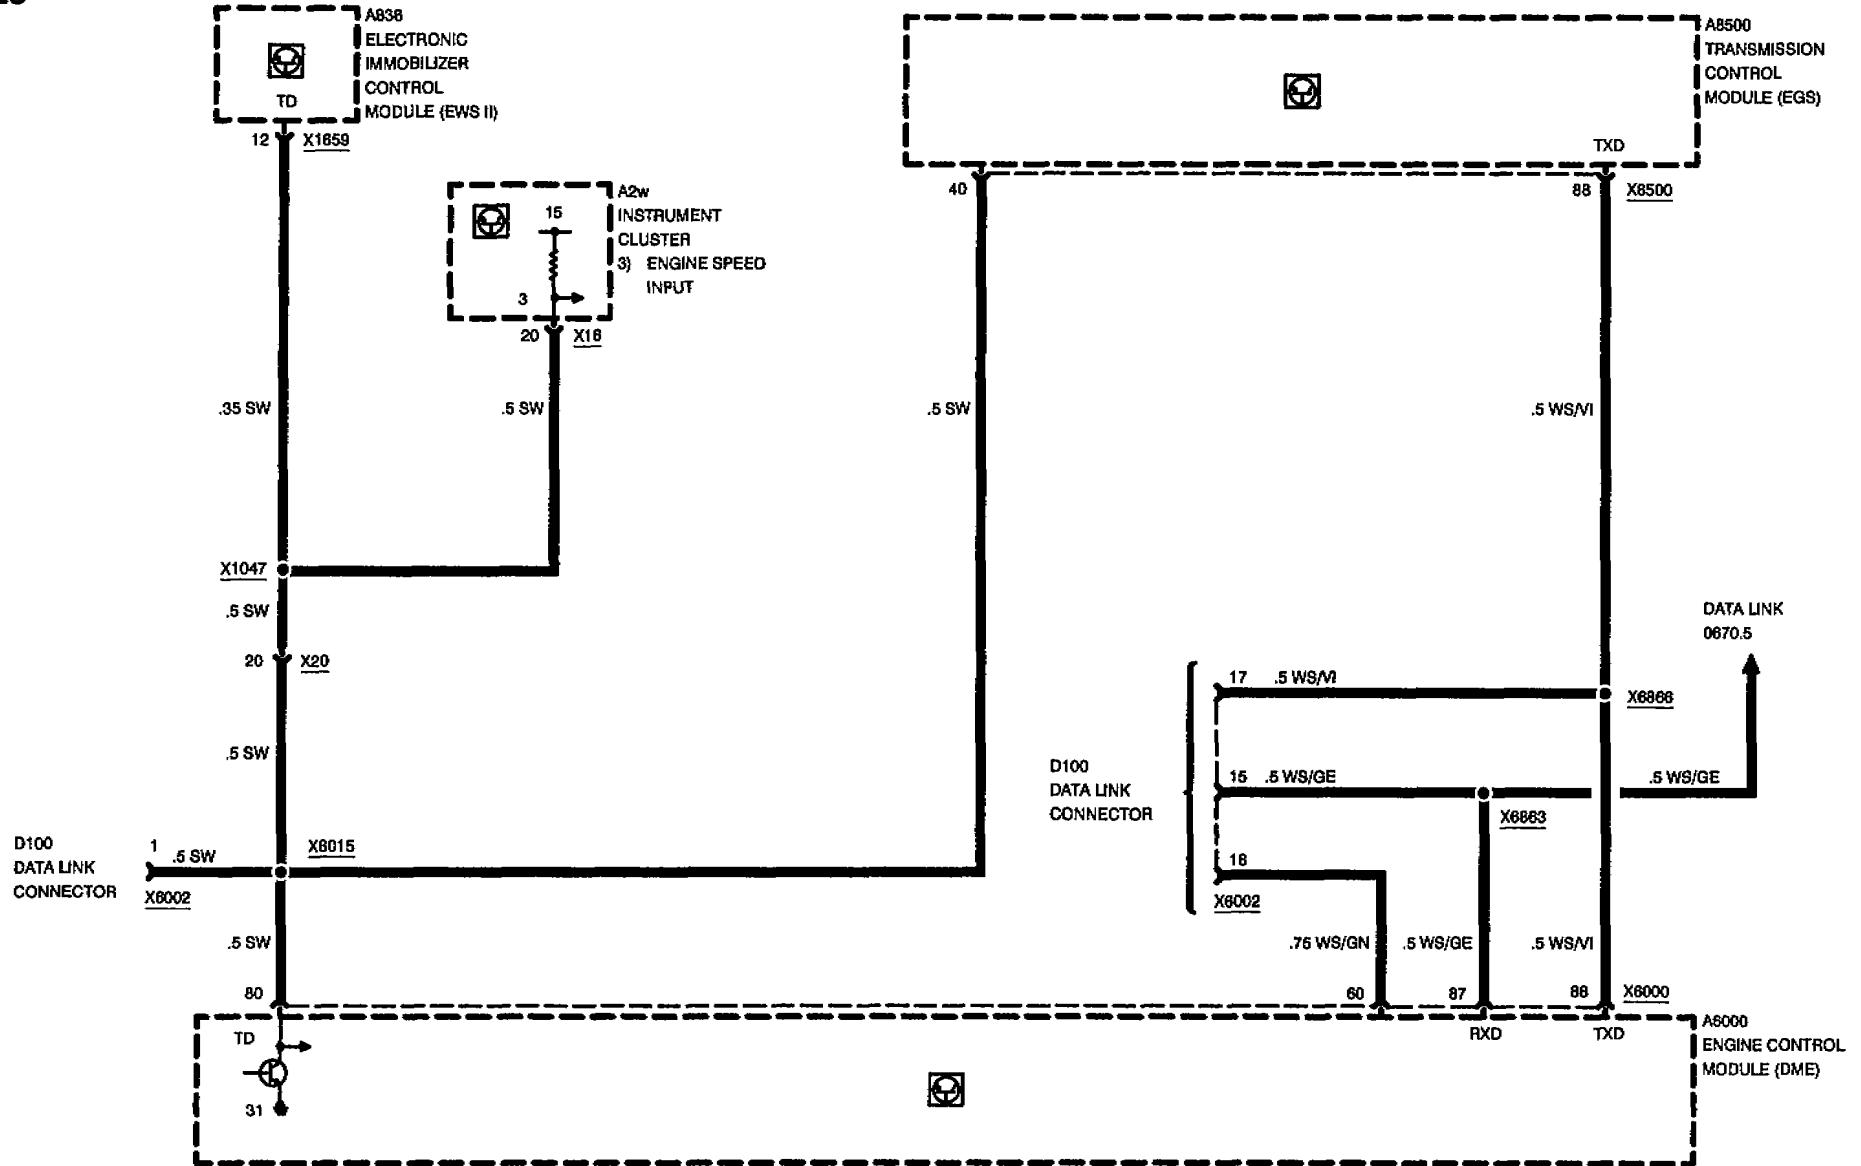 A836
ELECTRONIC
IMMOBILIZER
CONTROL
MODULE (EWS II)
TD
12 X1659
A8500
TRANSMISSION
CONTROL
MODULE (EGS)
TXD
40
88 X8500
A2w
INSTRUMENT
CLUSTER
3) ENGINE SPEED
INPUT
15
3
20 X16
.35 SW
.5 SW
.5 SW
.5 WS/VI
X1047
.5 SW
20 X20
.5 SW
DATA LINK
0670.5
17 .5 WS/VI
X6866
D100
DATA LINK
CONNECTOR
15 .5 WS/GE
.5 WS/GE
X6863
18
X6002
D100
DATA LINK
CONNECTOR
1
.5 SW
X6002
X6015
.5 SW
.75 WS/GN
.5 WS/GE
.5 WS/VI
80
60
87
88 X6000
TD
31
RXD
TXD
A6000
ENGINE CONTROL
MODULE (DME)